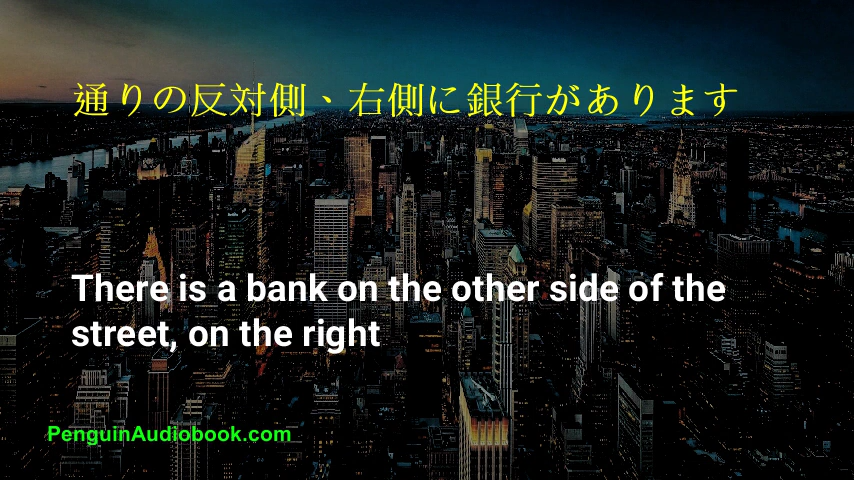 通りの反対側、右側に銀行があります
There is a bank on the other side of the
street, on the right
PenguinAudiobook.com